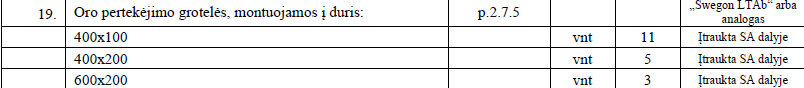 19. Oro pertekėjimo grotelės, montuojamos į duris: p.2.7.5 „Swegon LTAb“ arba analogas
400x100 vnt 11 Įtraukta SA dalyje
400x200 vnt 5 Įtraukta SA dalyje
600x200 vnt 3 Įtraukta SA dalyje